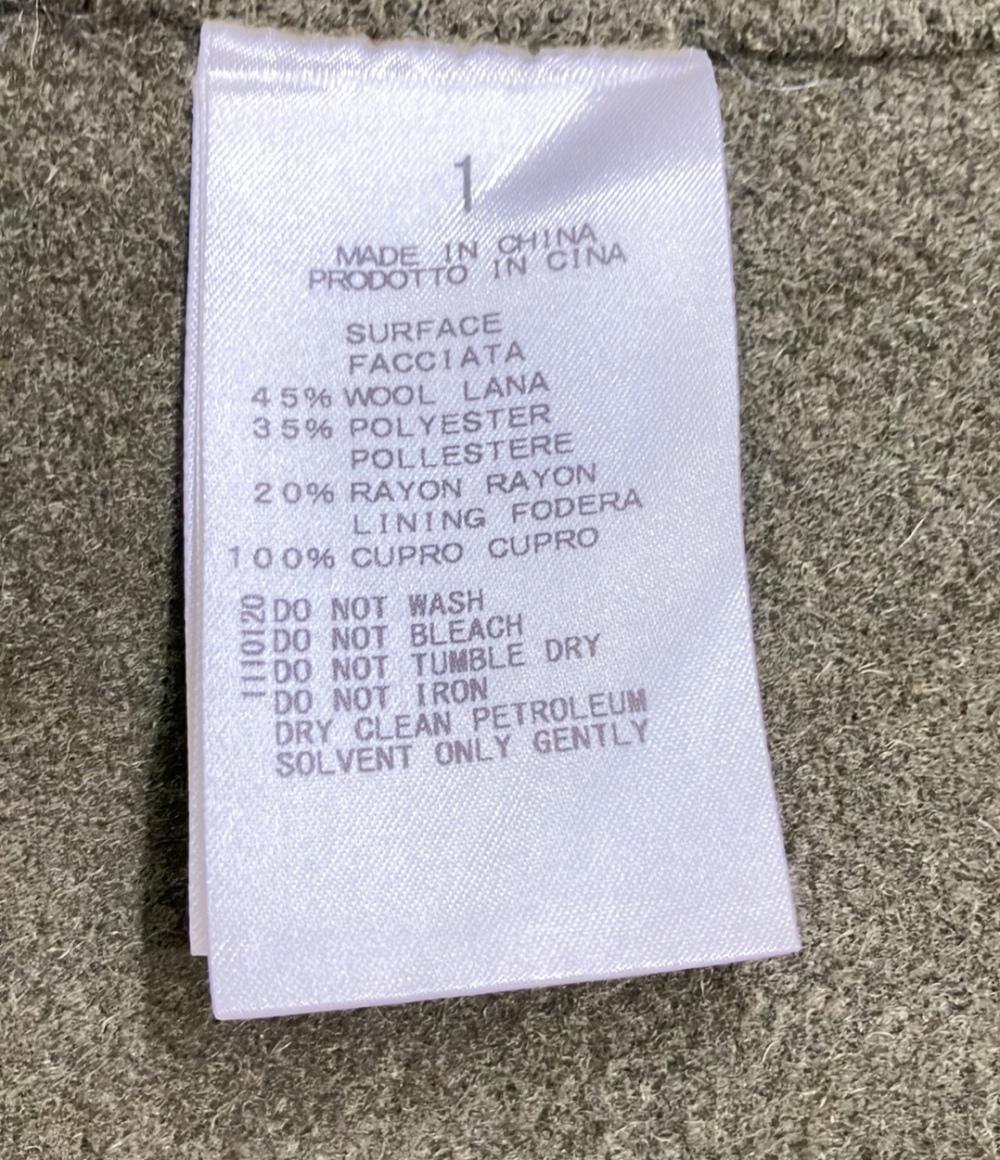 1
MADE IN CHINA
PRODOTTO IN CINA
SURFACE
FACCIATA
45% WOOL LANA
35% POLYESTER
POLLESTERE
20% RAYON RAYON
LINING FODERA
100% CUPRO CUPRO
1110120
DO NOT WASH
DO NOT BLEACH
DO NOT TUMBLE DRY
DO NOT IRON
DRY CLEAN PETROLEUM
SOLVENT ONLY GENTLY